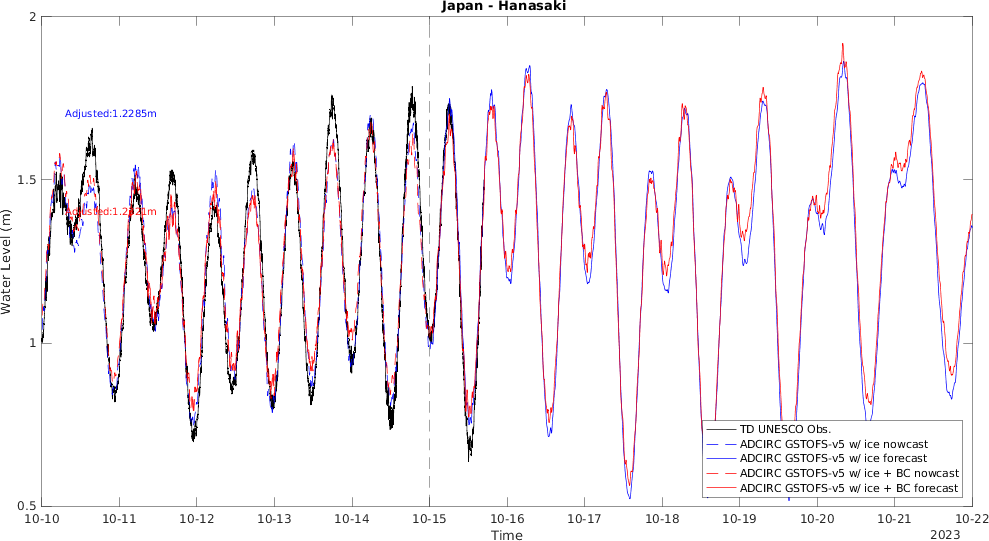 Japan - Hanasaki
2
1.5
1
0.5
Water Level (m)
Adjusted:1.2285m
TD UNESCO Obs.
ADCIRC GSTOFS-v5 w/ ice nowcast
ADCIRC GSTOFS-v5 w/ ice forecast
ADCIRC GSTOFS-v5 w/ ice + BC nowcast
ADCIRC GSTOFS-v5 w/ ice + BC forecast
10-10 10-11 10-12 10-13 10-14 10-15 10-16 10-17 10-18 10-19 10-20 10-21 10-22
Time
2023